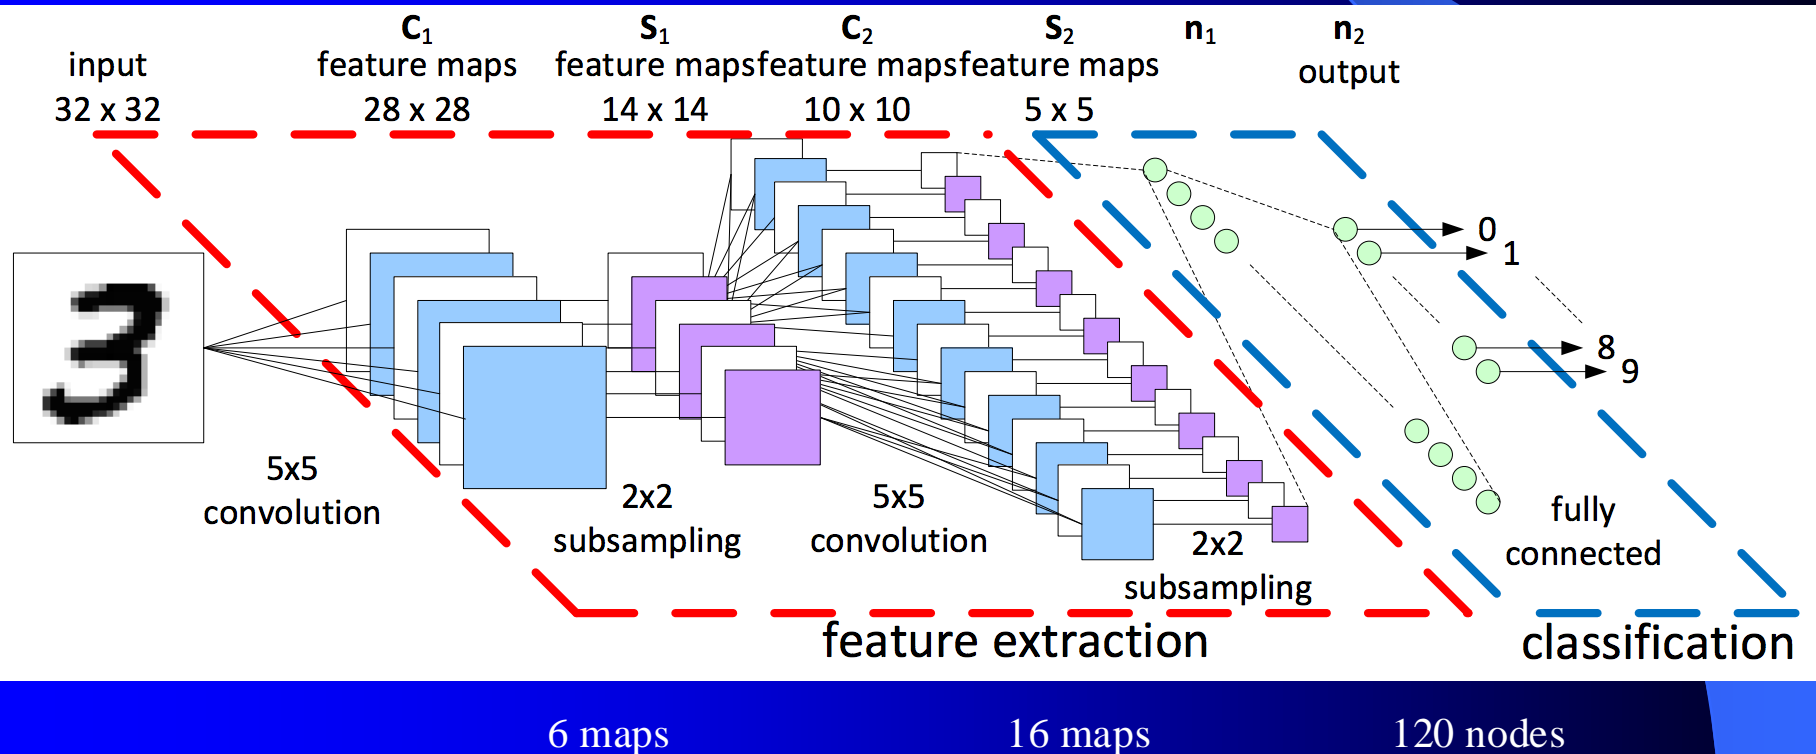 input
32 x 32
C1
feature maps
28 x 28
S1
feature maps
14 x 14
C2
feature maps
10 x 10
S2
feature maps
5 x 5
n1
n2
output
0
1
8
9
3
5x5
convolution
2x2
subsampling
5x5
convolution
2x2
subsampling
fully
connected
feature extraction
classification
6 maps
16 maps
120 nodes